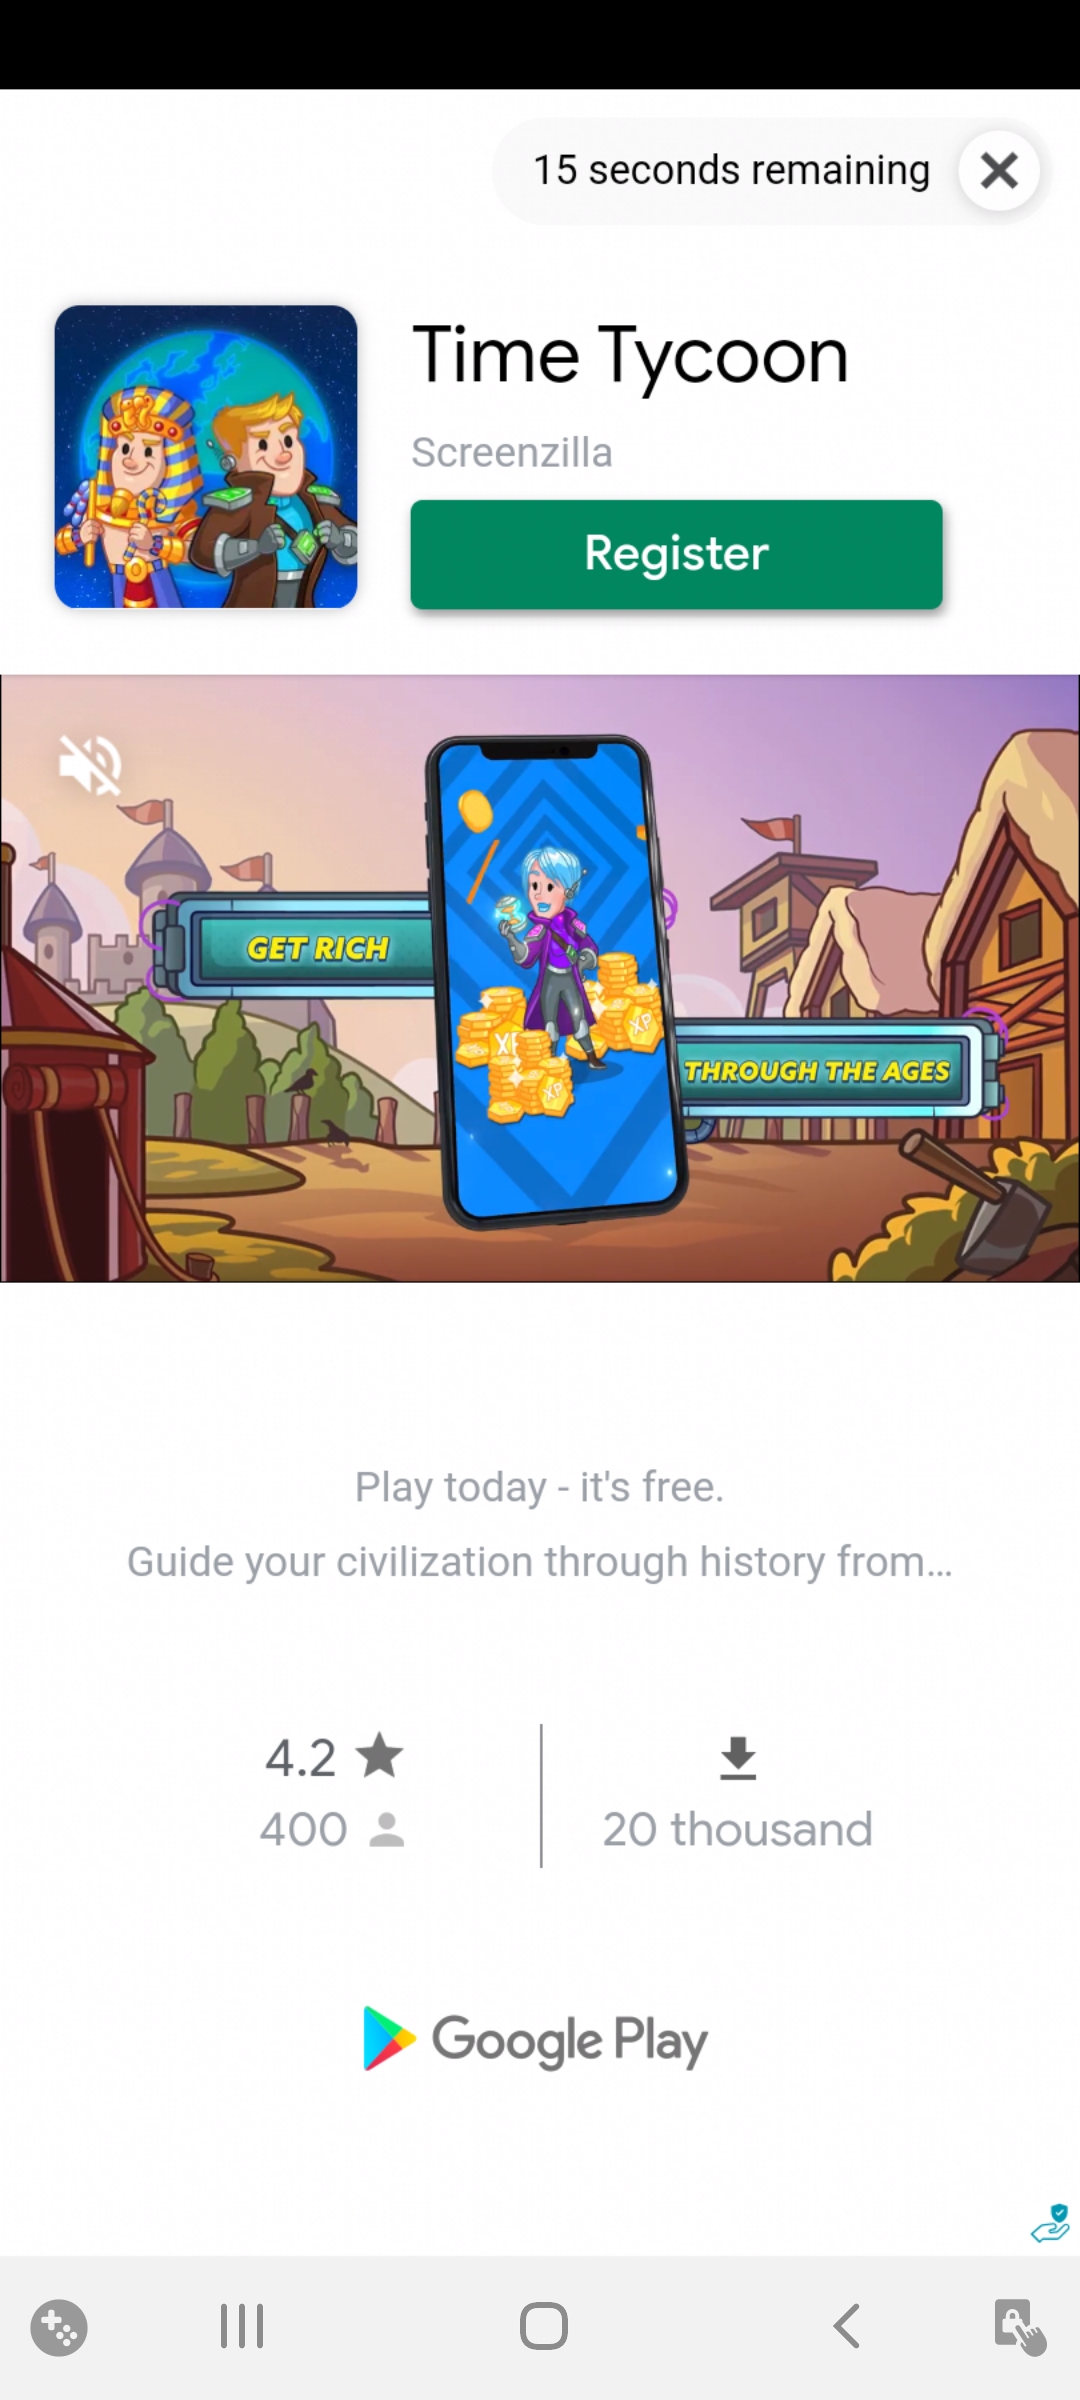 15 seconds remaining
Time Tycoon
Screenzilla
Register
GET RICH
XP
XP
THROUGH THE AGES
Play today - it's free.
Guide your civilization through history from...
4.2
400
20 thousand
Google Play